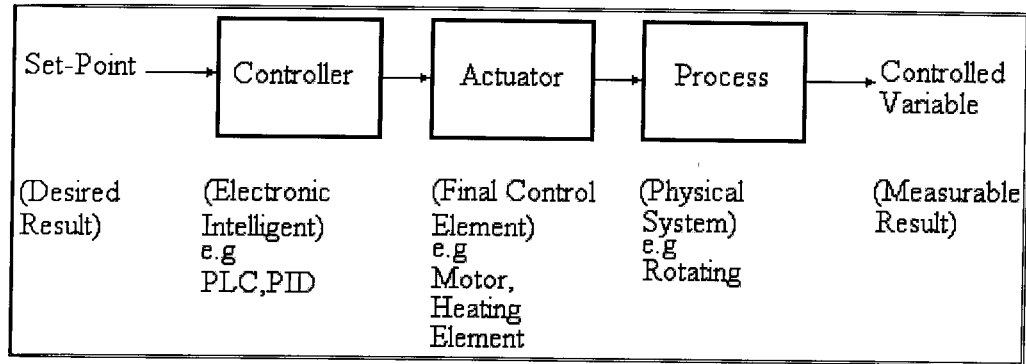 Set-Point
Controller
Actuator
Process
Controlled
Variable
(Desired
Result)
(Electronic
Intelligent)
e.g
PLC,PID
(Final Control
Element)
e.g
Motor,
Heating
Element
(Physical
System)
e.g
Rotating
(Measurable
Result)